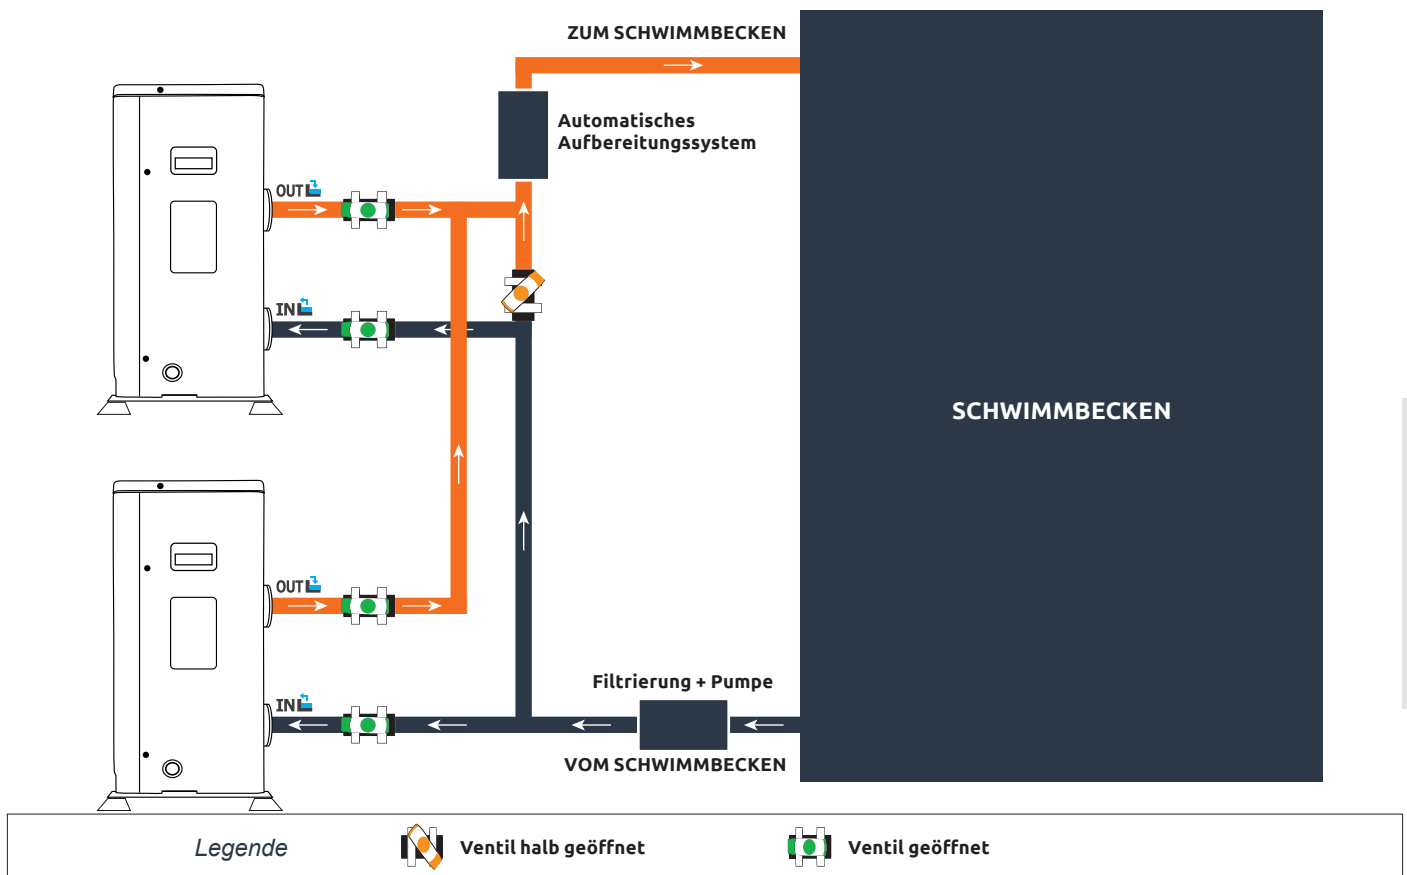 ZUM SCHWIMMBECKEN
Automatisches
Aufbereitungssystem
OUT
IN
SCHWIMMBECKEN
OUT
Filtrierung + Pumpe
IN
VOM SCHWIMMBECKEN
Legende
Ventil halb geöffnet
Ventil geöffnet